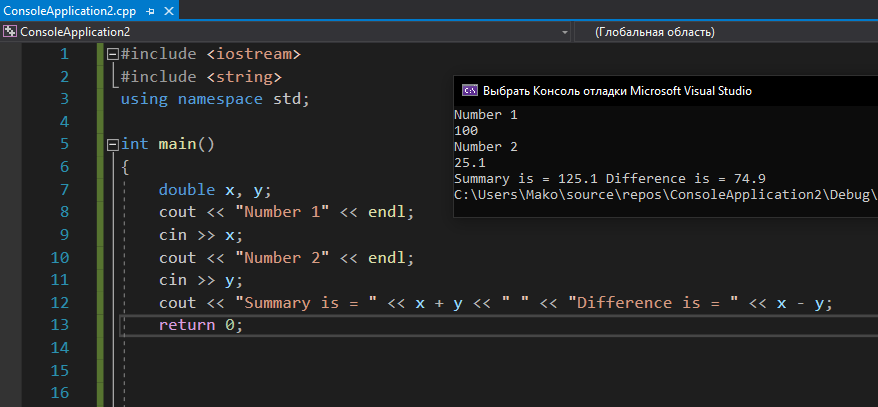 ConsoleApplication2.cpp
ConsoleApplication2
(Глобальная область)
1 #include <iostream>
2 #include <string>
3 using namespace std;
4
5 int main()
6 {
7 double x, y;
8 cout << "Number 1" << endl;
9 cin >> x;
10 cout << "Number 2" << endl;
11 cin >> y;
12 cout << "Summary is = " << x + y << " " << "Difference is = " << x - y;
13 return 0;
14
15
16
Выбрать Консоль отладки Microsoft Visual Studio
Number 1
100
Number 2
25.1
Summary is = 125.1 Difference is = 74.9
C:\Users\Mako\source\repos\ConsoleApplication2\Debug\